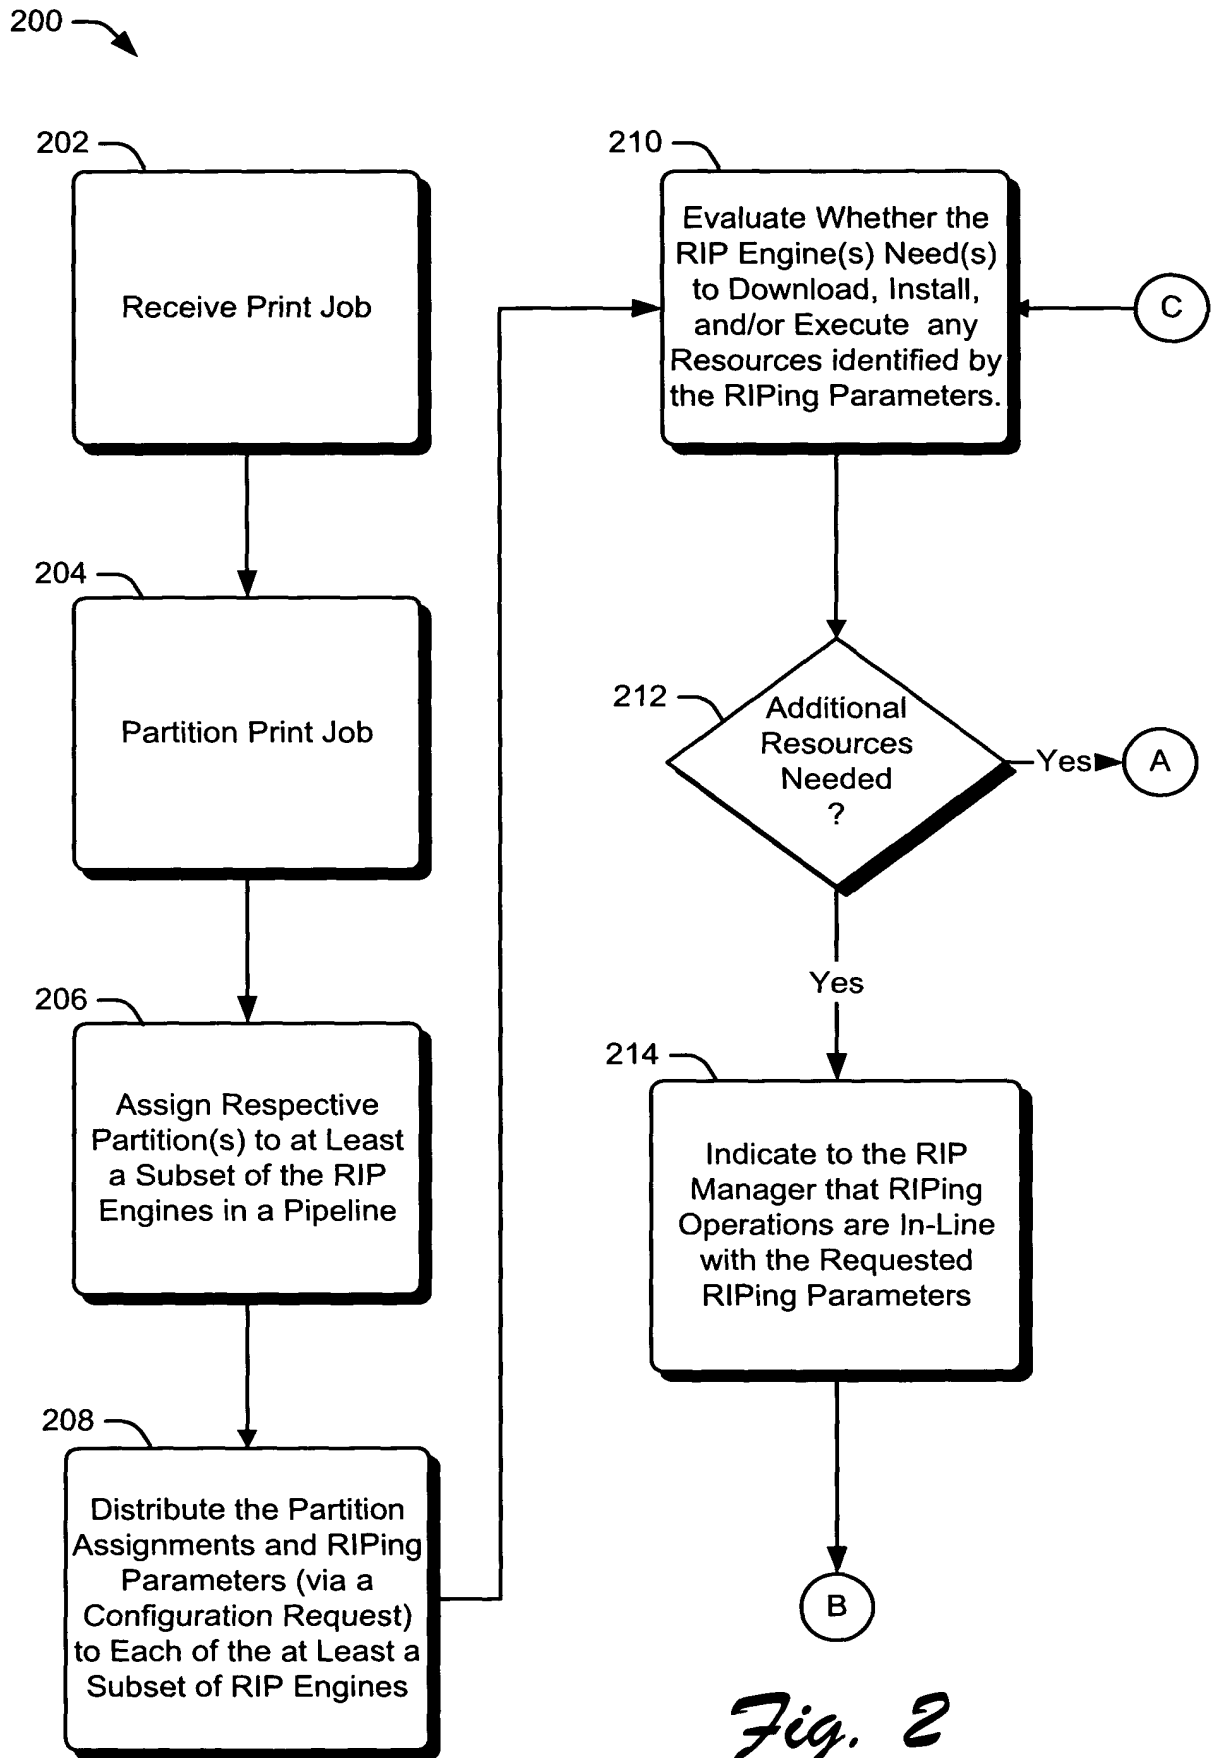 200
202
Receive Print Job
204
Partition Print Job
206
Assign Respective
Partition(s) to at Least
a Subset of the RIP
Engines in a Pipeline
208
Distribute the Partition
Assignments and RIPing
Parameters (via a
Configuration Request)
to Each of the at Least a
Subset of RIP Engines
210
Evaluate Whether the
RIP Engine(s) Need(s)
to Download, Install,
and/or Execute any
Resources identified by
the RIPing Parameters.
C
212
Additional
Resources
Needed
?
Yes
A
Yes
214
Indicate to the RIP
Manager that RIPing
Operations are In-Line
with the Requested
RIPing Parameters
B
Fig. 2